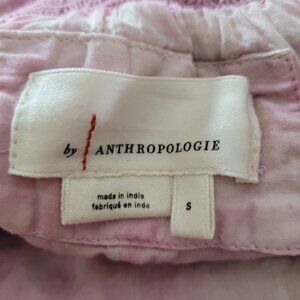 by ANTHROPOLOGIE
made in india
fabriqué en inde
S